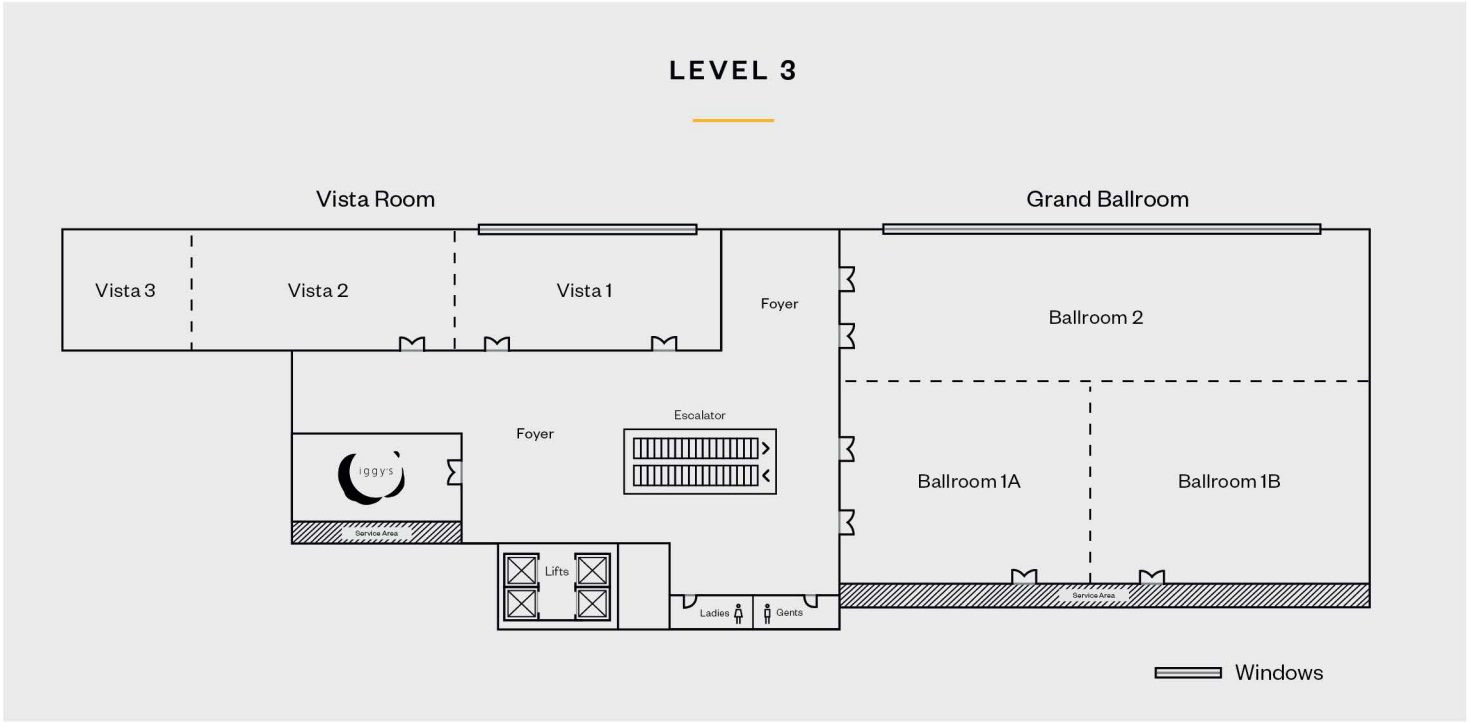 LEVEL 3
Vista Room
Grand Ballroom
Vista 3
Vista 2
Vista 1
Foyer
Ballroom 2
Escalator
Foyer
iggy's
Ballroom 1A
Ballroom 1B
Service Area
Lifts
Service Area
Ladies
Gents
Windows